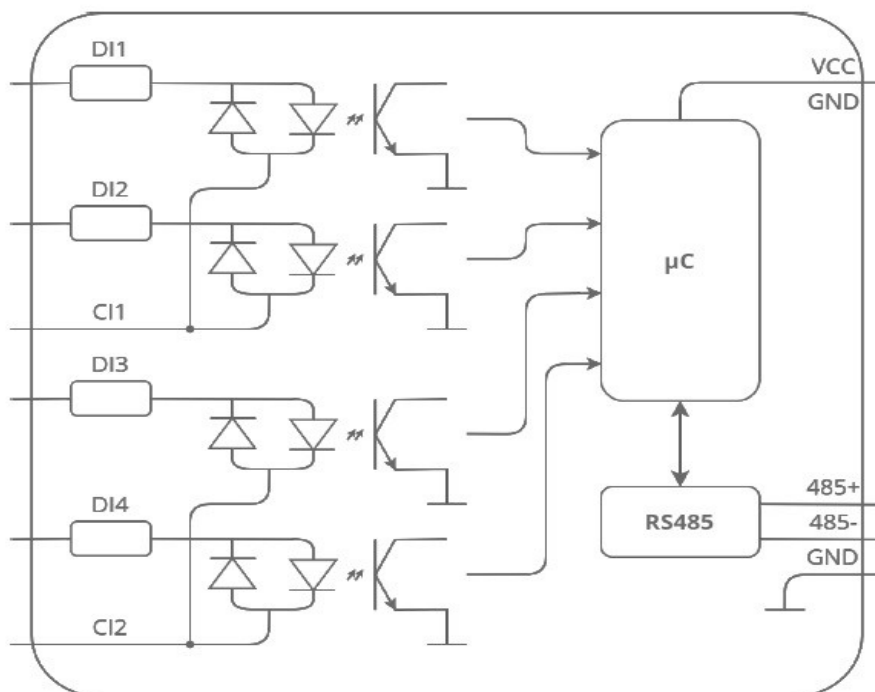 DI1
VCC
GND
DI2
µC
CI1
DI3
485+
DI4
RS485
485-
GND
CI2